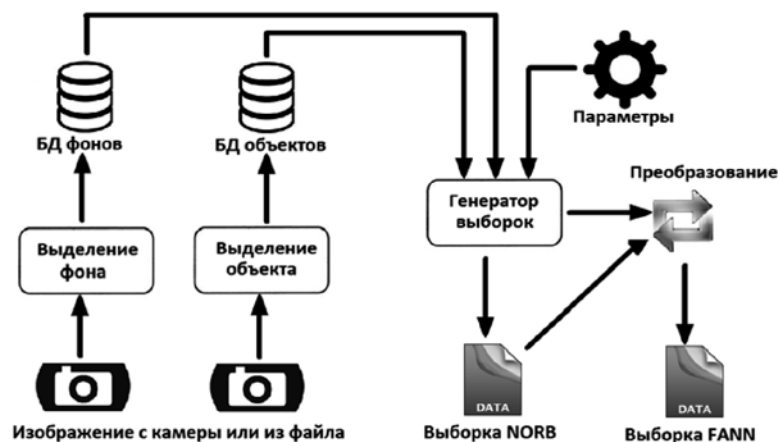 БД фонов
БД объектов
Параметры
Преобразование
Генератор
выборок
Выделение
фона
Выделение
объекта
DATA
DATA
Изображение с камеры или из файла
Выборка NORB
Выборка FANN